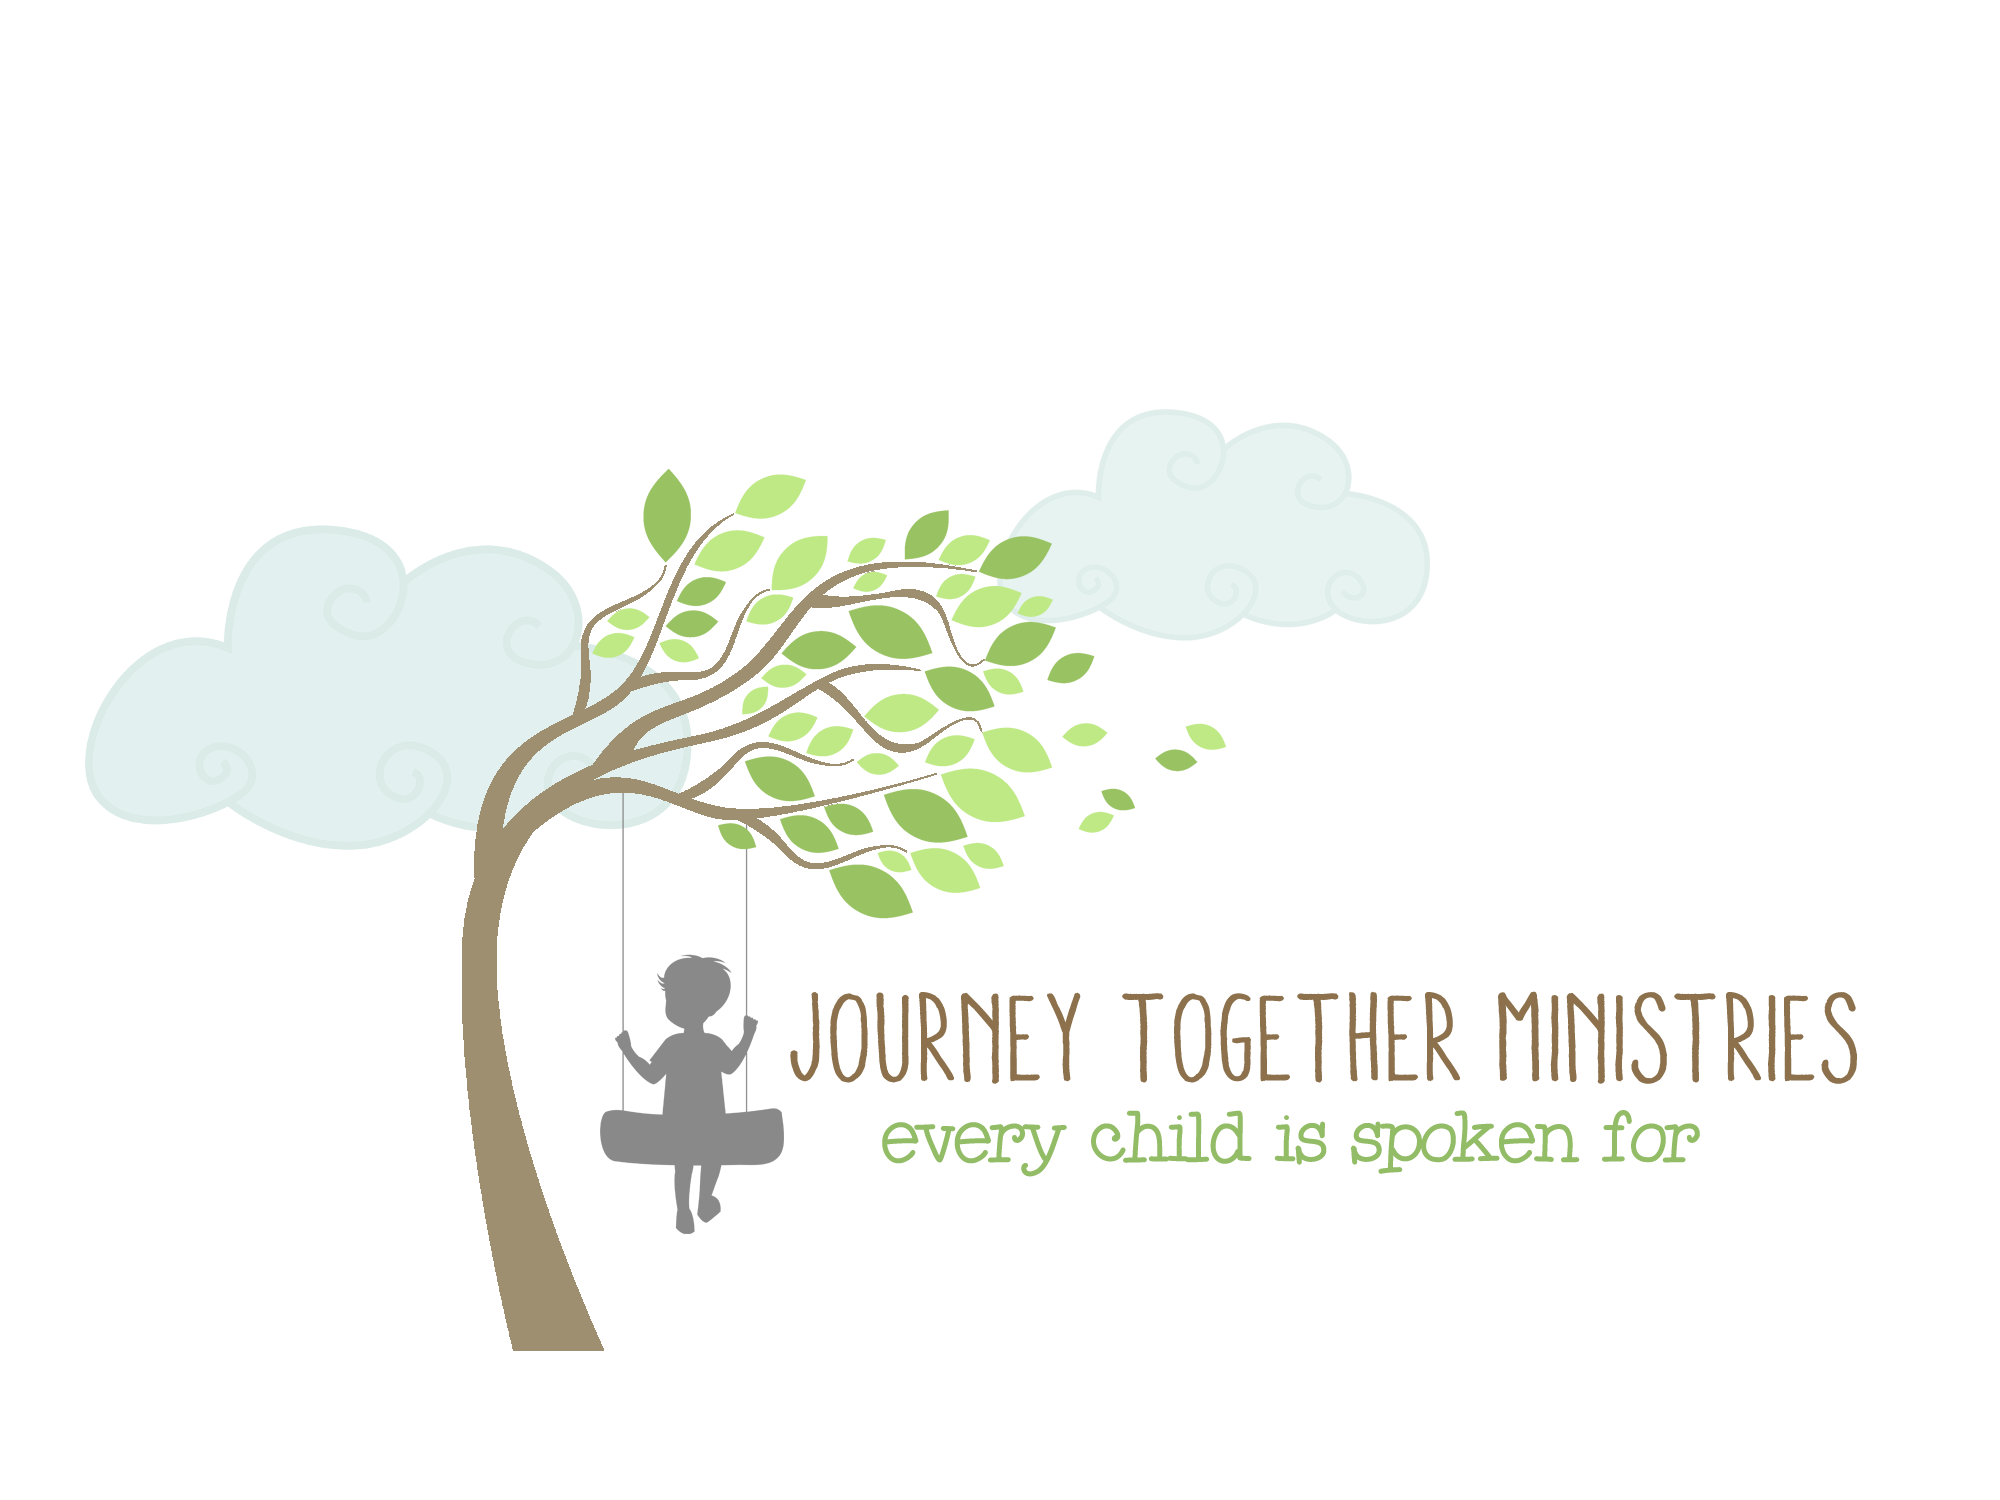 JOURNEY TOGETHER MINISTRIES
every child is spoken for